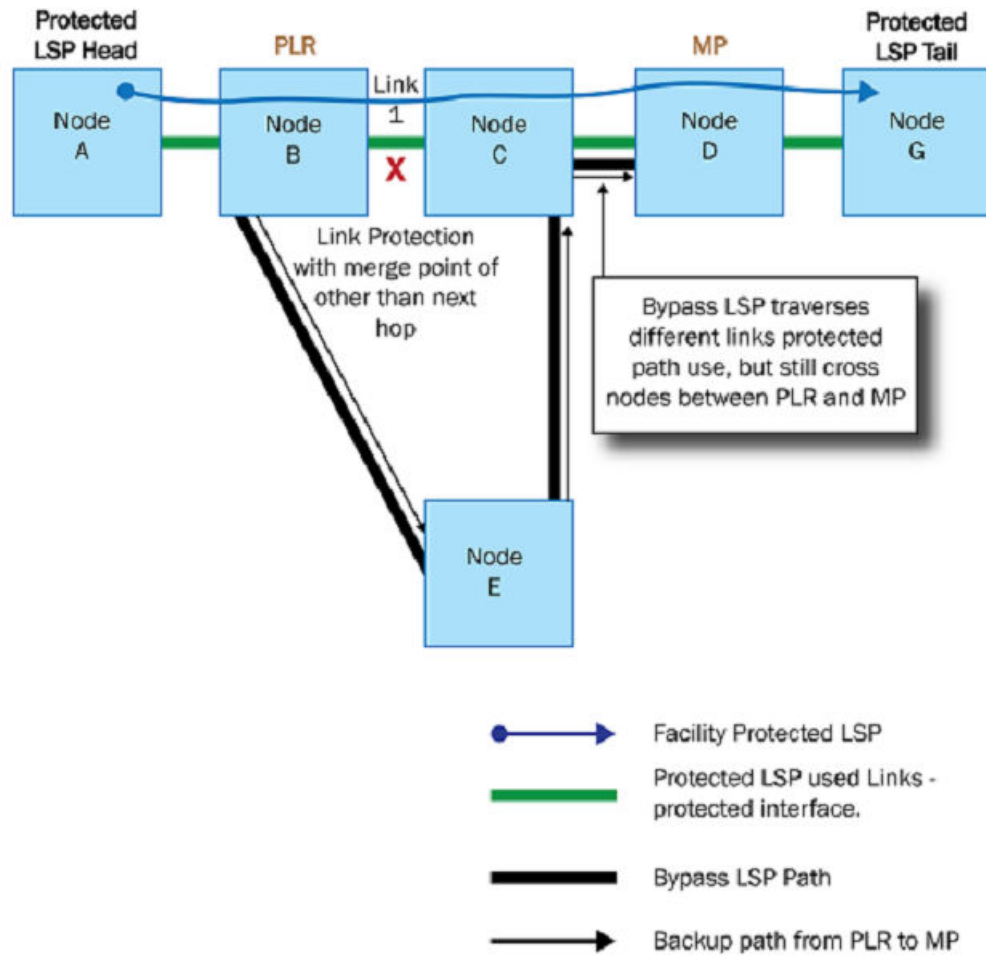 Protected
LSP Head
PLR
MP
Protected
LSP Tail
Node
A
Node
B
Link
1
X
Node
C
Node
D
Node
G
Link Protection
with merge point of
other than next
hop
Bypass LSP traverses
different links protected
path use, but still cross
nodes between PLR and MP
Node
E
Facility Protected LSP
Protected LSP used Links -
protected interface.
Bypass LSP Path
Backup path from PLR to MP